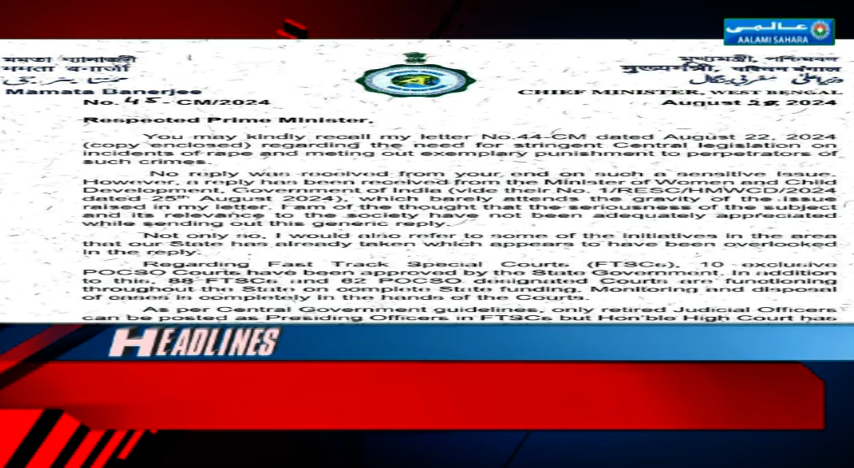 عالمی
AALAMI SAHARA
মমতা ব্যানার্জী
ममता बनर्जी
Mamata Banerjee
মুখ্যমন্ত্রী, পশ্চিমবঙ্গ
मुख्यमंत्री, पश्चिम बंगाल
CHIEF MINISTER, WEST BENGAL
No. 45-CM/2024
August 29, 2024
Respected Prime Minister,
You may kindly recall my letter No.44-CM dated August 22, 2024
(copy enclosed) regarding the need for stringent Central legislation on
incidents of rape and meting out exemplary punishment to perpetrators of
such crimes.
No reply was received from your end on such a sensitive issue.
However, a reply has been received from the Minister of Women and Child
Development, Government of India (vide their No. 1/RESC/HMWCD/2024
dated 25th August 2024), which barely attends the gravity of the issue
raised in my letter. I am of the thought that the seriousness of the subject
and its relevance to the society have not been adequately appreciated
while sending out this generic reply.
Not only so, I would also refer to some of the initiatives in the area
that our State has already taken which appears to have been overlooked
in the reply.
Regarding Fast Track Special Courts (FTSCs), 10 exclusive
POCSO Courts have been approved by the State Government. In addition
to this, 88 FTSCs and 62 POCSO designated Courts are functioning
throughout the State on complete State funding. Monitoring and disposal
of cases is completely in the hands of the Courts.
As per Central Government guidelines, only retired Judicial Officers
can be posted as Presiding Officers in FTSCs but Hon'ble High Court has
HEADLINES